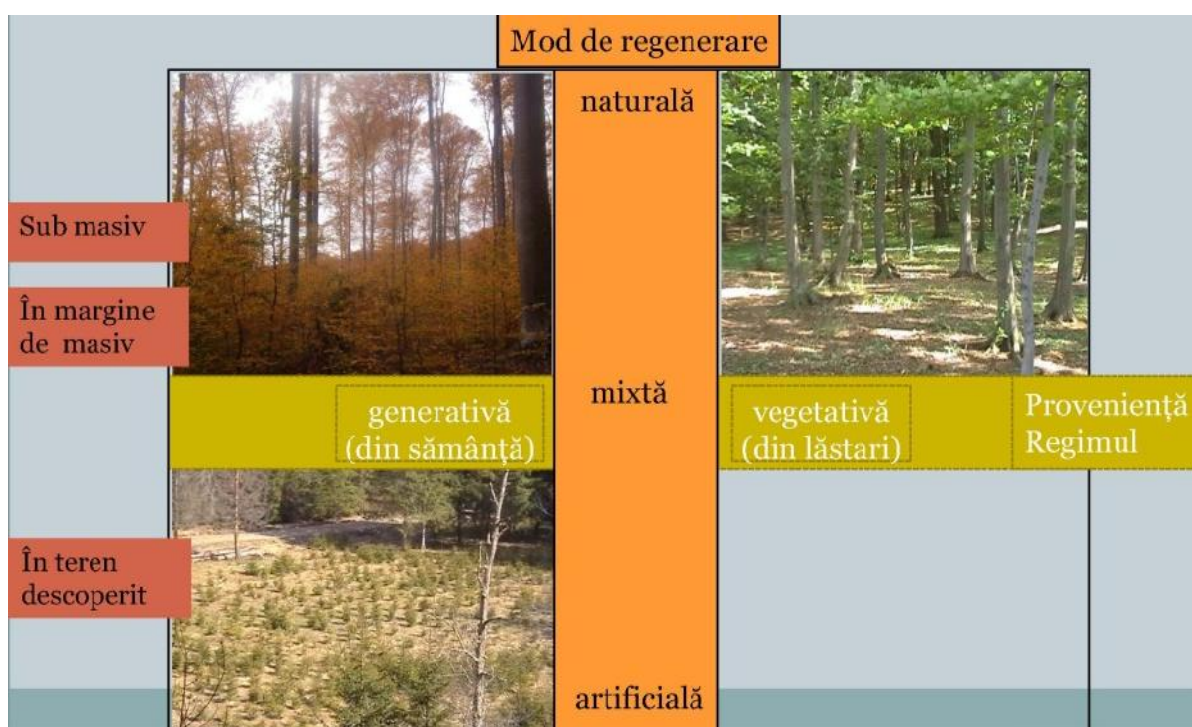 Mod de regenerare
naturală
Sub masiv
În margine
de masiv
mixtă
generativă
(din sămânță)
vegetativă
(din lăstari)
Proveniență
Regimul
În teren
descoperit
artificială